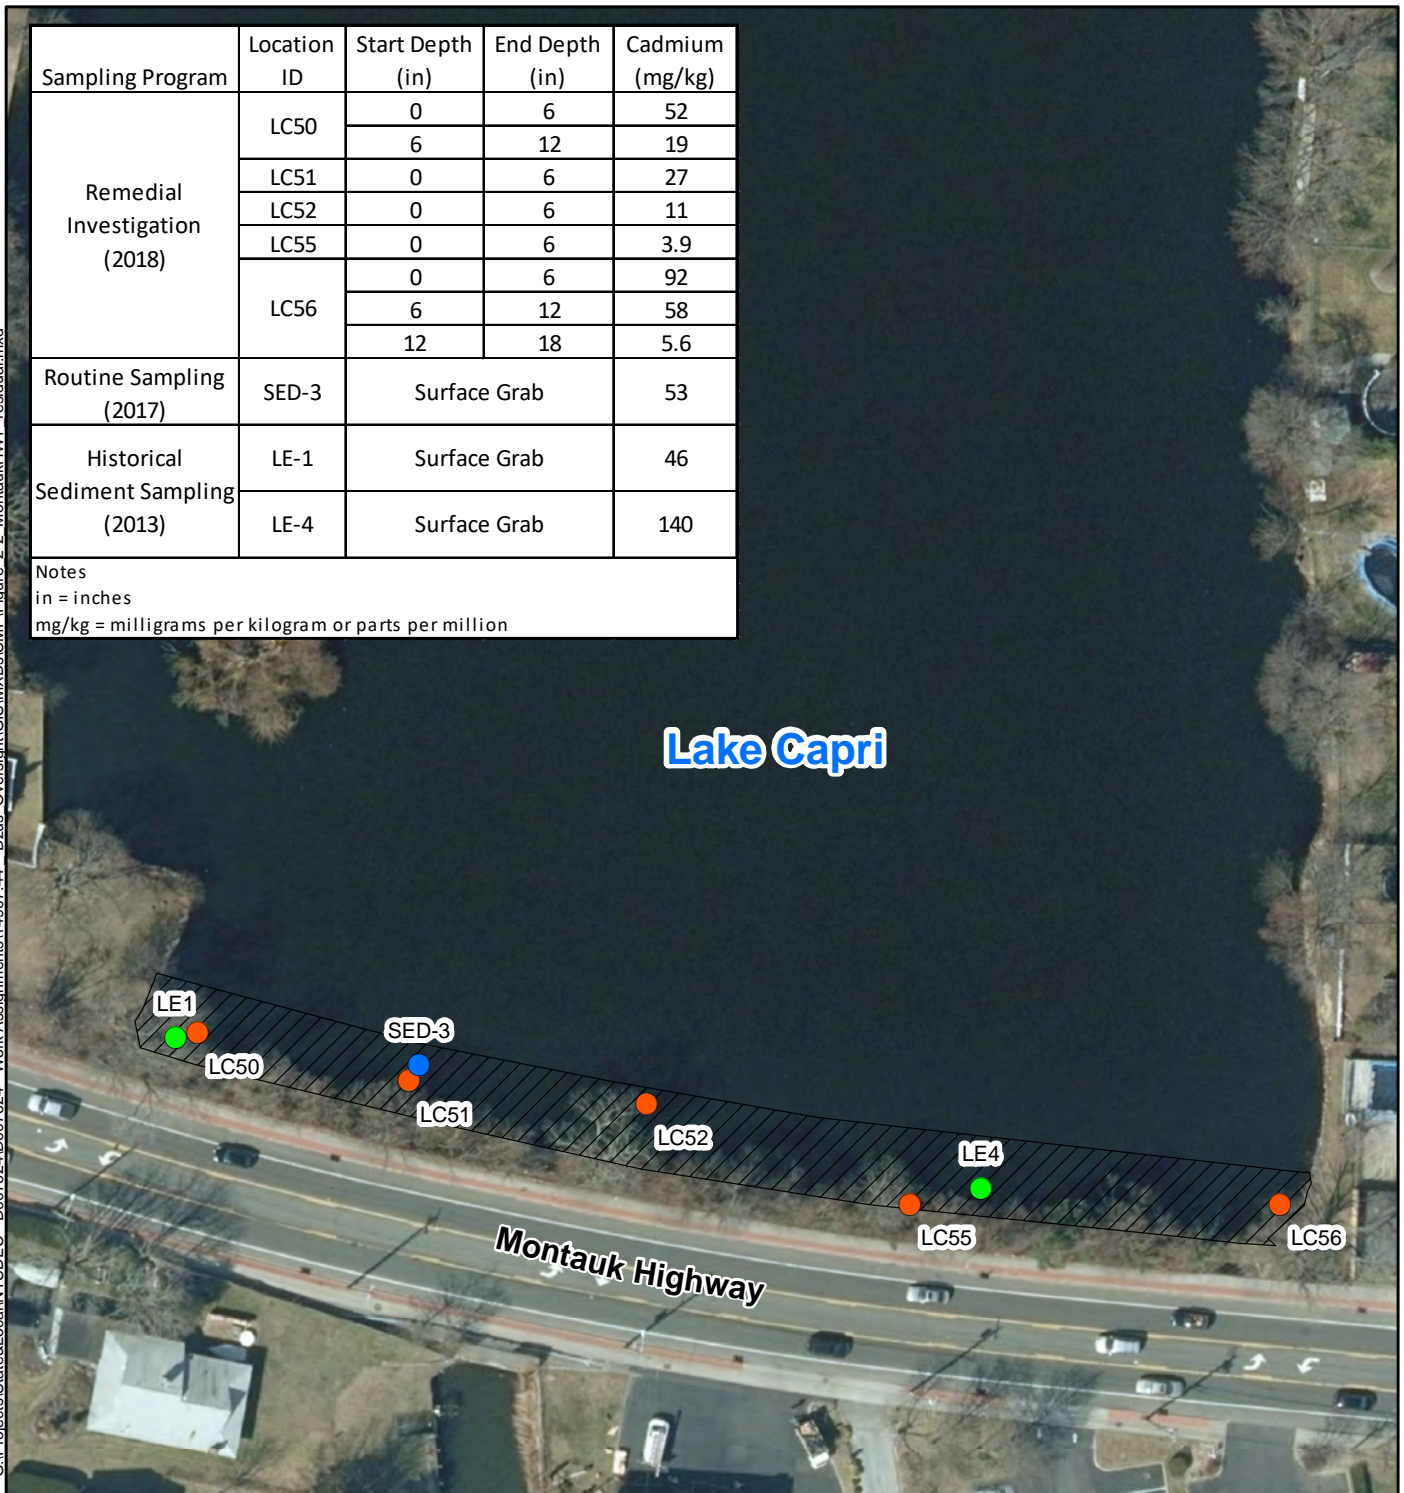 Sampling Program | Location ID | Start Depth (in) | End Depth (in) | Cadmium (mg/kg)
Remedial Investigation (2018) | LC50 | 0 | 6 | 52
6 | 12 | 19
LC51 | 0 | 6 | 27
LC52 | 0 | 6 | 11
LC55 | 0 | 6 | 3.9
LC56 | 0 | 6 | 92
6 | 12 | 58
12 | 18 | 5.6
Routine Sampling (2017) | SED-3 | Surface Grab | 53
Historical Sediment Sampling (2013) | LE-1 | Surface Grab | 46
LE-4 | Surface Grab | 140
Notes
in = inches
mg/kg = milligrams per kilogram or parts per million
Lake Capri
LE1
LC50
SED-3
LC51
LC52
LE4
LC55
LC56
Montauk Highway